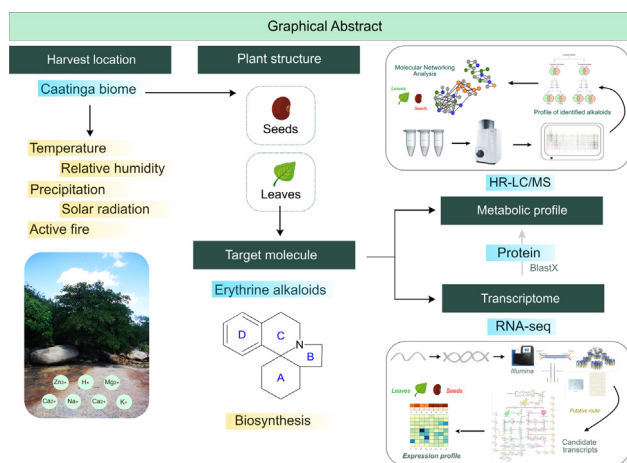 Graphical Abstract
Harvest location
Caatinga biome
Temperature
Relative humidity
Precipitation
Solar radiation
Active fire
Zn2+
H+
Mg2+
Ca2+
Na+
Ca2+
K+
Plant structure
Seeds
Leaves
Target molecule
Erythrine alkaloids
D
C
N
B
A
Biosynthesis
Molecular Networking
Analysis
Leaves
Seeds
Profile of identified alkaloids
HR-LC/MS
Metabolic profile
Protein
BlastX
Transcriptome
RNA-seq
Illumina
Leaves
Seeds
Putative route
Candidate
transcripts
Expression profile